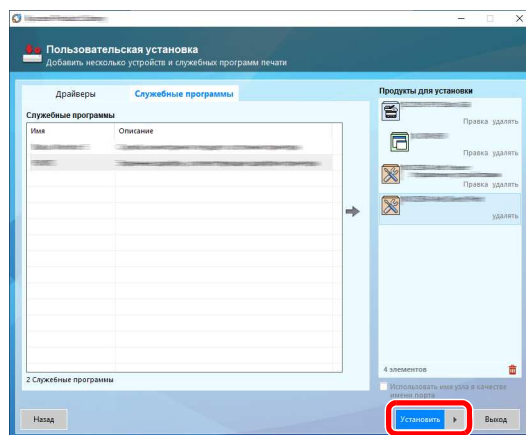 Пользовательская установка
Добавить несколько устройств и служебных программ печати
Драйверы
Служебные программы
Служебные программы
Имя
Описание
2 Служебные программы
Продукты для установки
Правка удалять
Правка удалять
Правка удалять
удалять
4 элементов
Использовать имя узла в качестве
имени порта
Назад
Установить
Выход